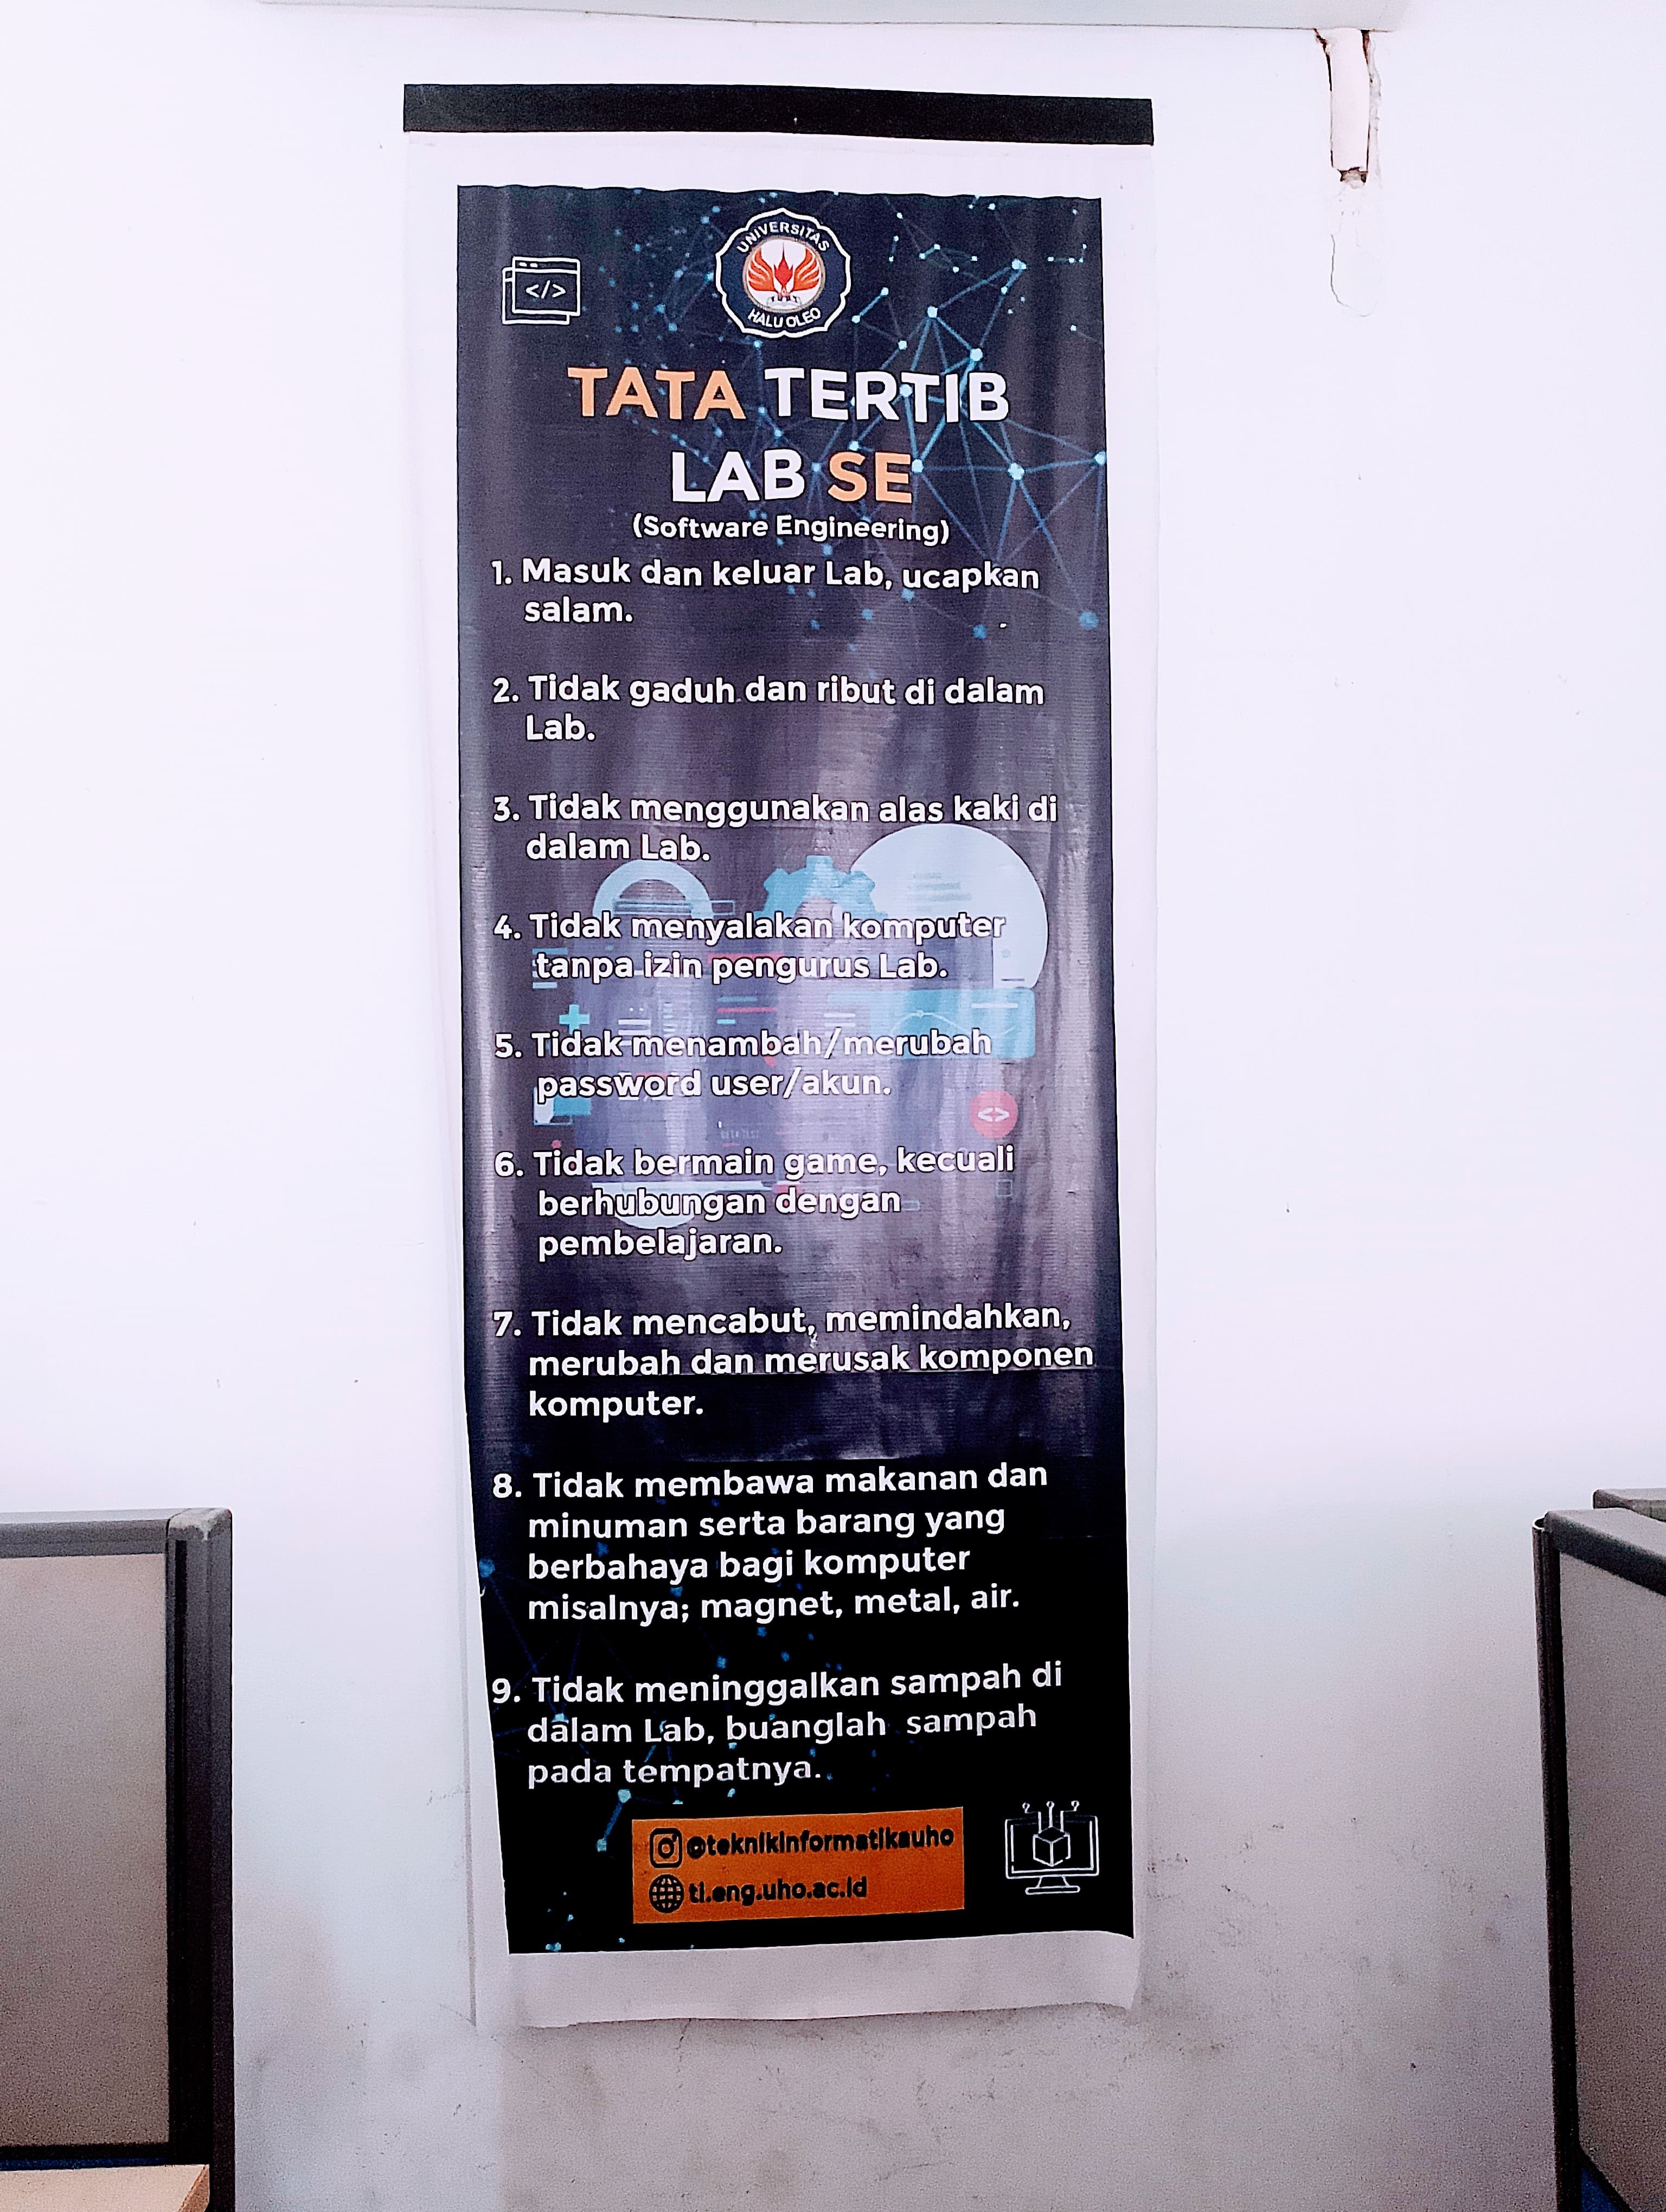 UNIVERSITAS
HALU OLEO
</>
TATA TERTIB
LAB SE
(Software Engineering)
1. Masuk dan keluar Lab, ucapkan
salam.
2. Tidak gaduh dan ribut di dalam
Lab.
3. Tidak menggunakan alas kaki di
dalam Lab.
4. Tidak menyalakan komputer
tanpa izin pengurus Lab.
5. Tidak menambah/merubah
password user/akun.
6. Tidak bermain game, kecuali
berhubungan dengan
pembelajaran.
7. Tidak mencabut, memindahkan,
merubah dan merusak komponen
komputer.
8. Tidak membawa makanan dan
minuman serta barang yang
berbahaya bagi komputer
misalnya; magnet, metal, air.
9. Tidak meninggalkan sampah di
dalam Lab, buanglah sampah
pada tempatnya.
@teknikinformatikauho
ti.eng.uho.ac.id